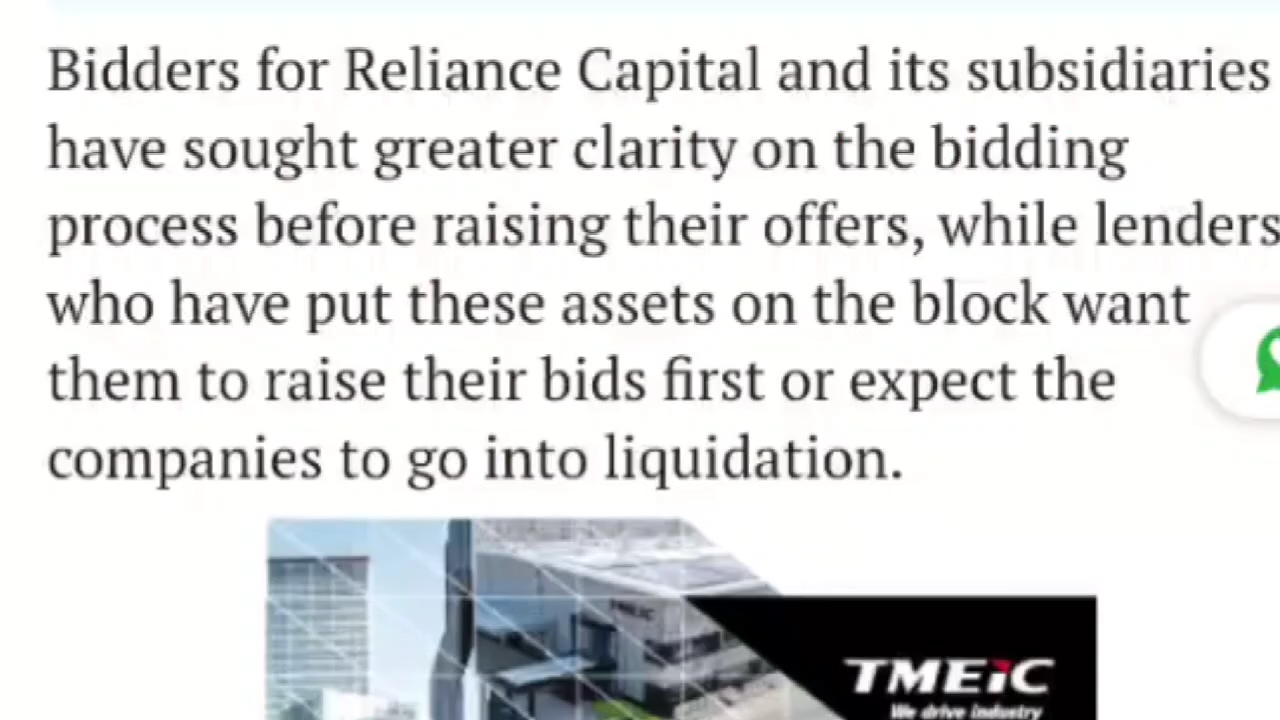 Bidders for Reliance Capital and its subsidiaries
have sought greater clarity on the bidding
process before raising their offers, while lenders
who have put these assets on the block want
them to raise their bids first or expect the
companies to go into liquidation.
TMEiC
TMEiC
We drive industry